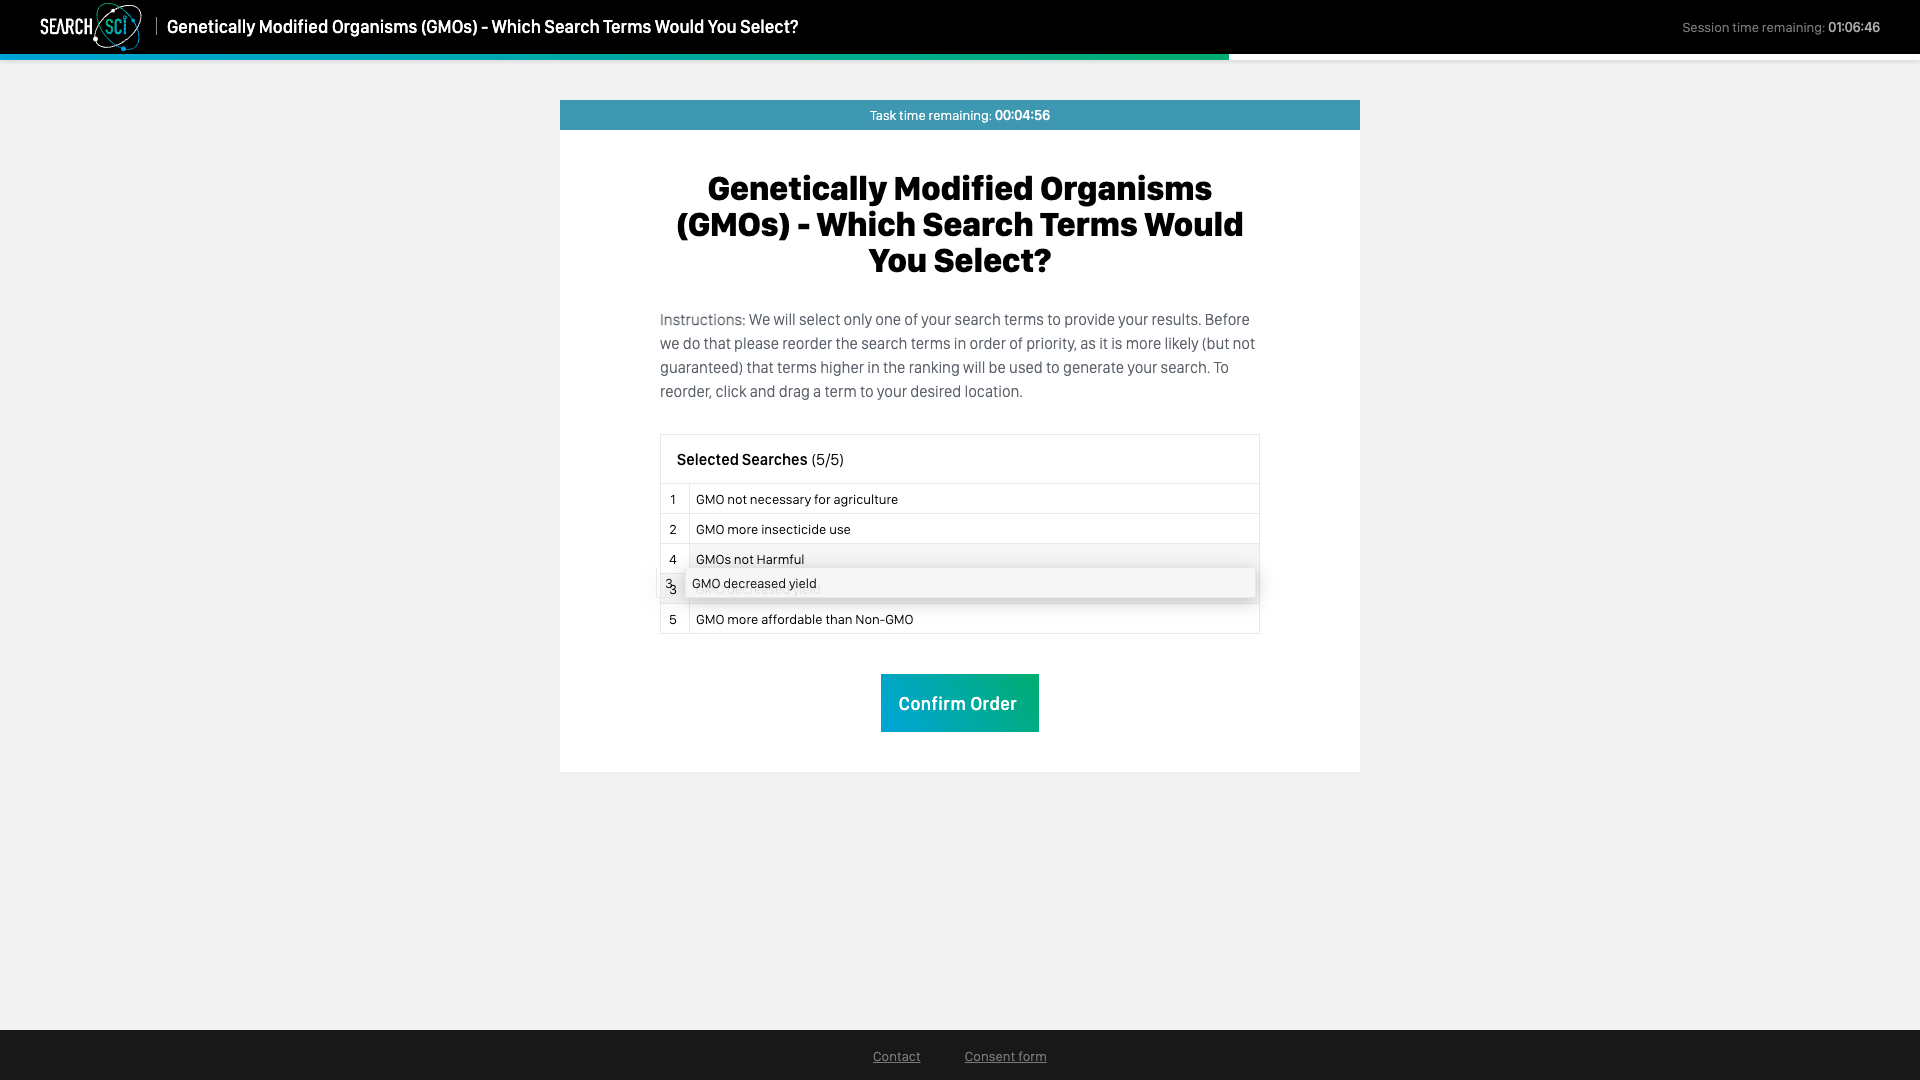 SEARCH SCI
Genetically Modified Organisms (GMOs) - Which Search Terms Would You Select?
Session time remaining: 01:06:46
Task time remaining: 00:04:56
Genetically Modified Organisms
(GMOs) - Which Search Terms Would
You Select?
Instructions: We will select only one of your search terms to provide your results. Before
we do that please reorder the search terms in order of priority, as it is more likely (but not
guaranteed) that terms higher in the ranking will be used to generate your search. To
reorder, click and drag a term to your desired location.
Selected Searches (5/5)
1 GMO not necessary for agriculture
2 GMO more insecticide use
4 GMOs not Harmful
3 GMO decreased yield
3 GMO decreased yield
5 GMO more affordable than Non-GMO
Confirm Order
Contact Consent form